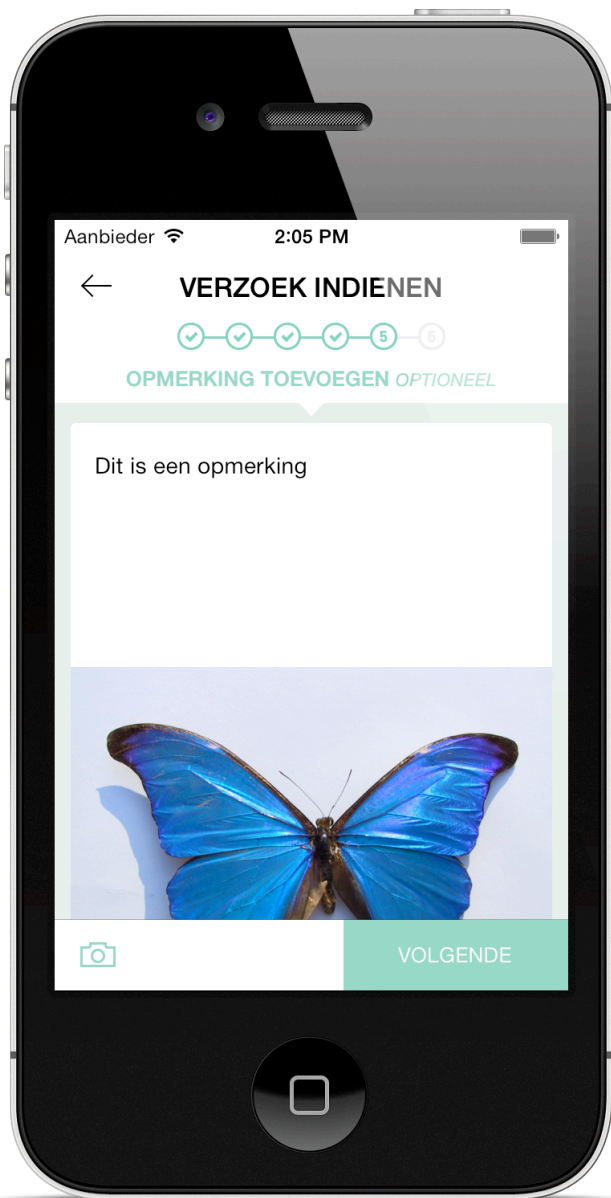 Aanbieder 2:05 PM
VERZOEK INDIENEN
5 6
OPMERKING TOEVOEGEN OPTIONEEL
Dit is een opmerking
VOLGENDE